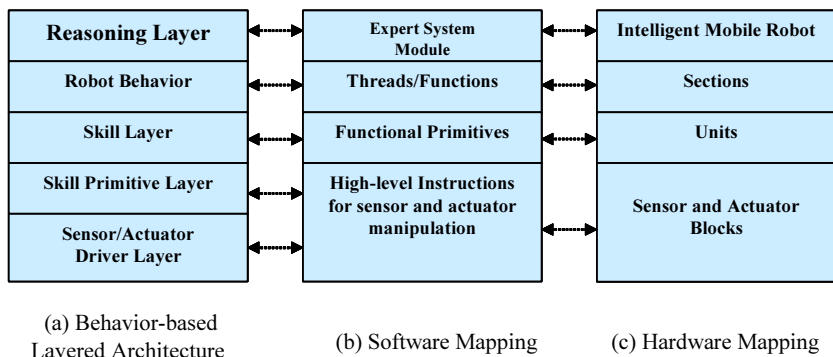 Reasoning Layer
Robot Behavior
Skill Layer
Skill Primitive Layer
Sensor/Actuator
Driver Layer
(a) Behavior-based
Layered Architecture
Expert System
Module
Threads/Functions
Functional Primitives
High-level Instructions
for sensor and actuator
manipulation
(b) Software Mapping
Intelligent Mobile Robot
Sections
Units
Sensor and Actuator
Blocks
(c) Hardware Mapping